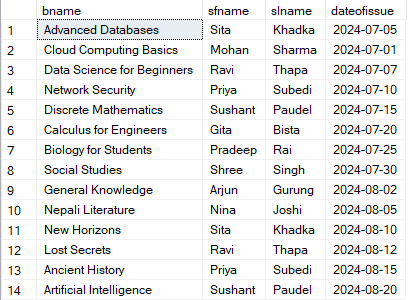 bname sfname slname dateofissue
1 Advanced Databases Sita Khadka 2024-07-05
2 Cloud Computing Basics Mohan Sharma 2024-07-01
3 Data Science for Beginners Ravi Thapa 2024-07-07
4 Network Security Priya Subedi 2024-07-10
5 Discrete Mathematics Sushant Paudel 2024-07-15
6 Calculus for Engineers Gita Bista 2024-07-20
7 Biology for Students Pradeep Rai 2024-07-25
8 Social Studies Shree Singh 2024-07-30
9 General Knowledge Arjun Gurung 2024-08-02
10 Nepali Literature Nina Joshi 2024-08-05
11 New Horizons Sita Khadka 2024-08-10
12 Lost Secrets Ravi Thapa 2024-08-12
13 Ancient History Priya Subedi 2024-08-15
14 Artificial Intelligence Sushant Paudel 2024-08-20